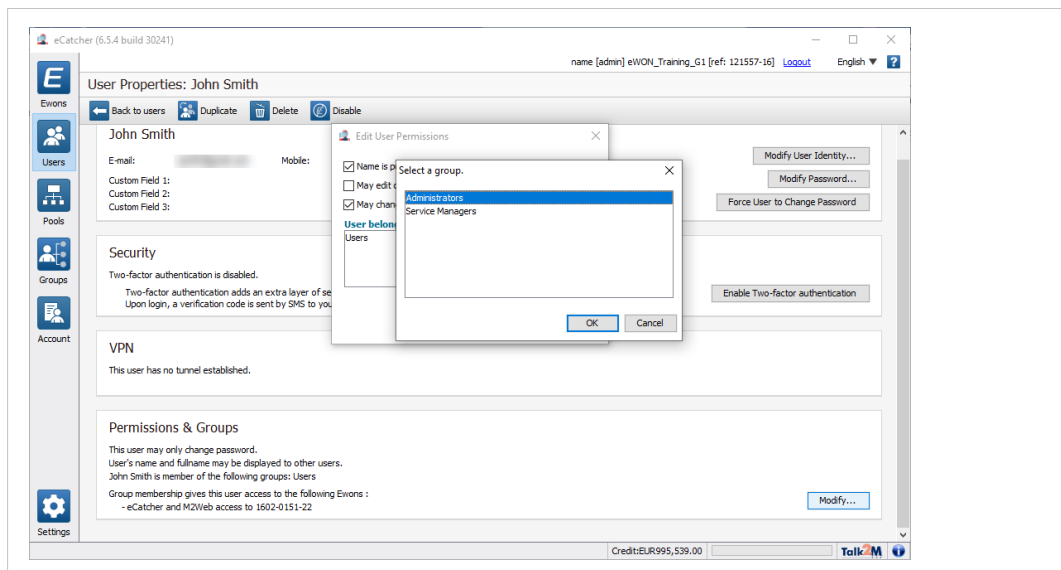 eCatcher (6.5.4 build 30241)
name [admin] eWON_Training_G1 [ref: 121557-16] Logout English ?
E
Ewons
Users
Pools
Groups
Account
Settings
User Properties: John Smith
Back to users Duplicate Delete Disable
John Smith
E-mail: Mobile:
Custom Field 1:
Custom Field 2:
Custom Field 3:
Modify User Identity...
Modify Password...
Force User to Change Password
Edit User Permissions
Name is p
May edit
May chan
User belon
Users
Select a group.
Administrators
Service Managers
OK Cancel
Security
Two-factor authentication is disabled.
Two-factor authentication adds an extra layer of se
Upon login, a verification code is sent by SMS to you
Enable Two-factor authentication
VPN
This user has no tunnel established.
Permissions & Groups
This user may only change password.
User's name and fullname may be displayed to other users.
John Smith is member of the following groups: Users
Group membership gives this user access to the following Ewons :
- eCatcher and M2Web access to 1602-0151-22
Modify...
Credit:EUR995,539.00
Talk2M